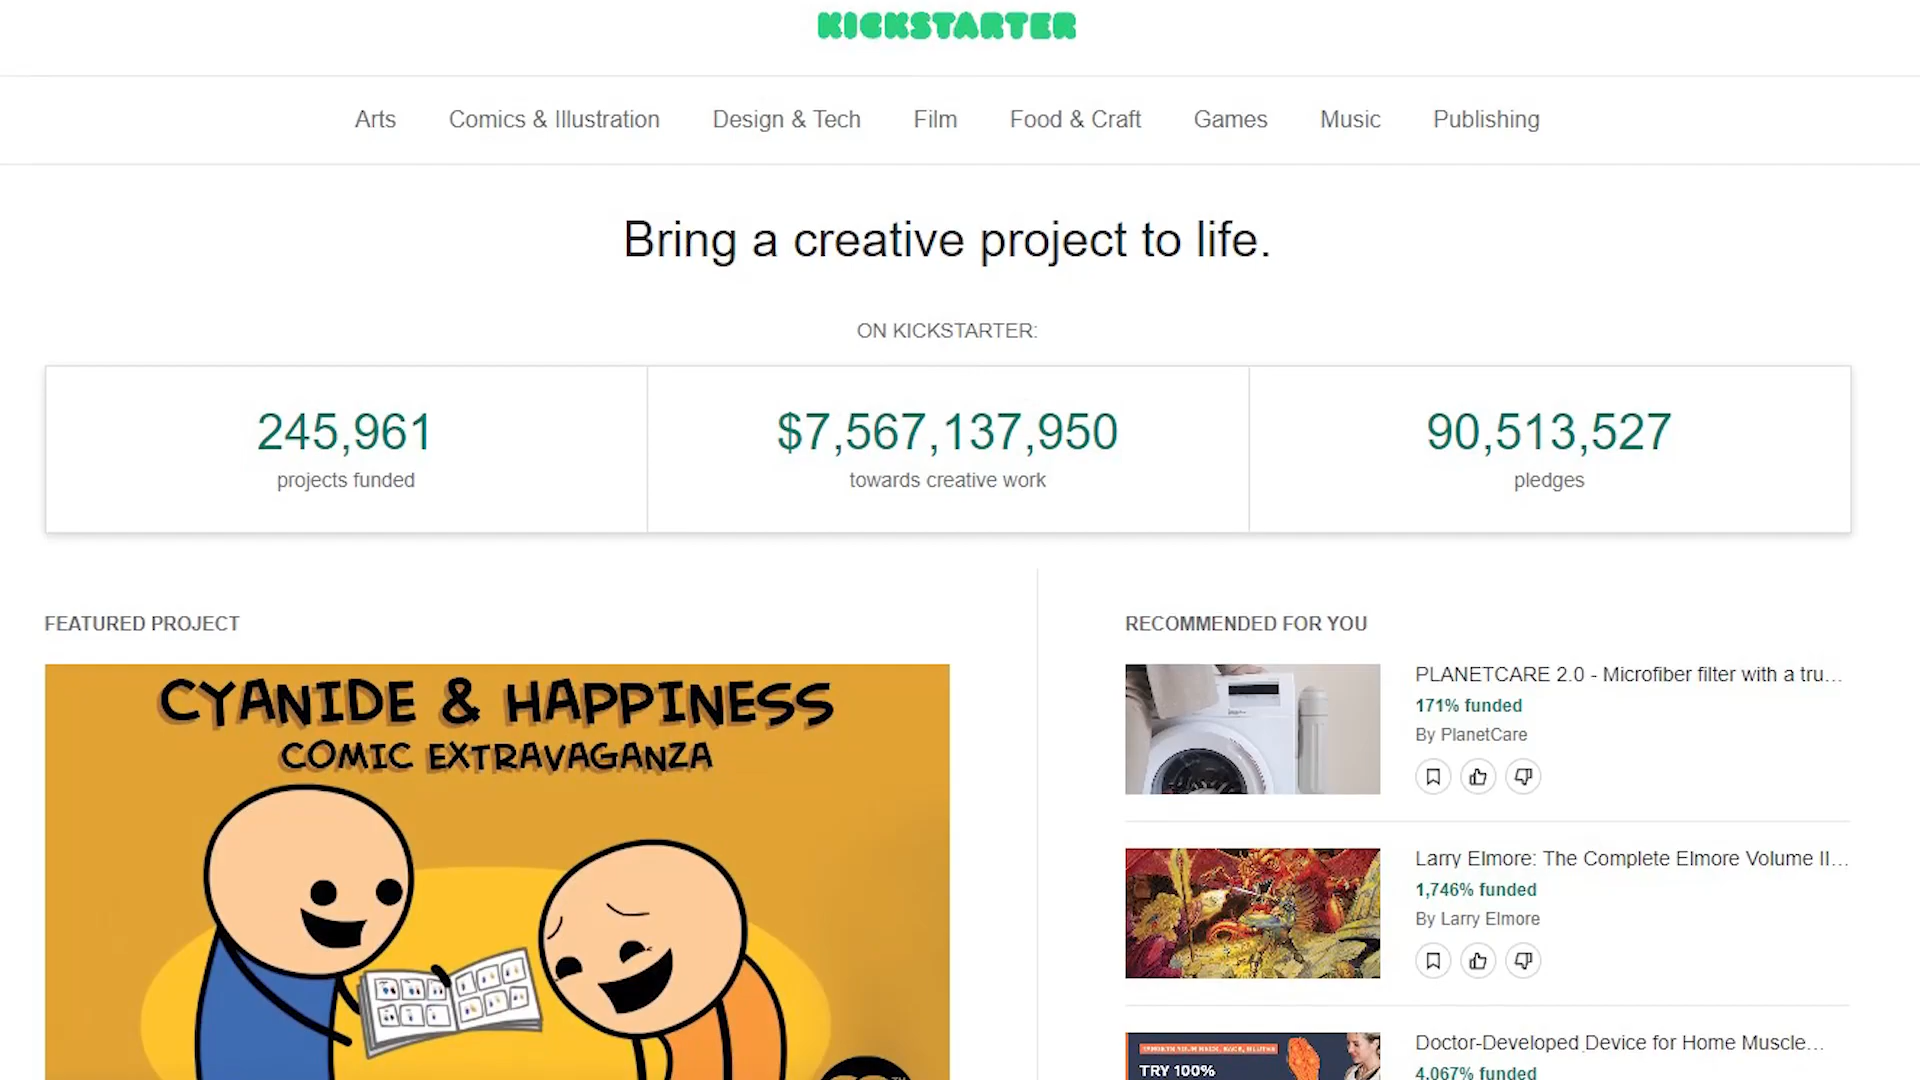 KICKSTARTER
Arts
Comics & Illustration
Design & Tech
Film
Food & Craft
Games
Music
Publishing
Bring a creative project to life.
ON KICKSTARTER:
245,961
projects funded
$7,567,137,950
towards creative work
90,513,527
pledges
FEATURED PROJECT
CYANIDE & HAPPINESS
COMIC EXTRAVAGANZA
RECOMMENDED FOR YOU
PLANETCARE 2.0 - Microfiber filter with a tru...
171% funded
By PlanetCare
Larry Elmore: The Complete Elmore Volume II...
1,746% funded
By Larry Elmore
TRY 100%
Doctor-Developed Device for Home Muscle...
4,067% funded